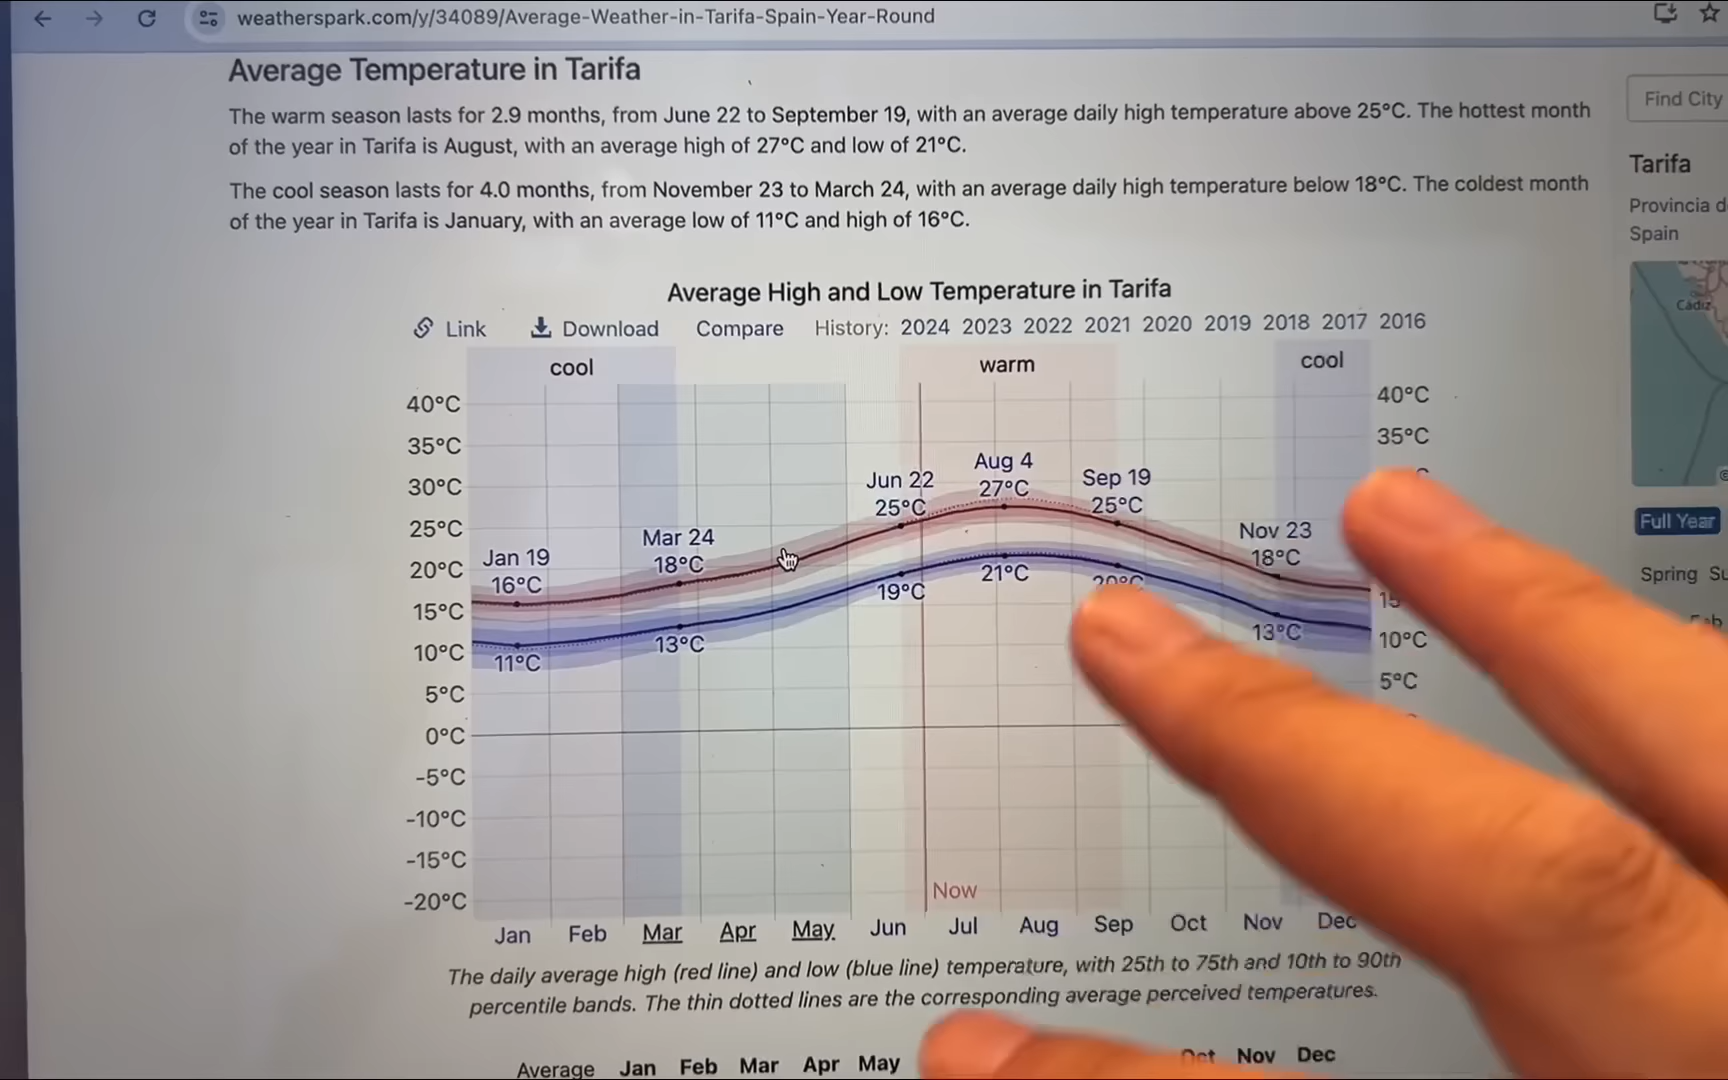 weatherspark.com/y/34089/Average-Weather-in-Tarifa-Spain-Year-Round
Average Temperature in Tarifa
The warm season lasts for 2.9 months, from June 22 to September 19, with an average daily high temperature above 25°C. The hottest month
of the year in Tarifa is August, with an average high of 27°C and low of 21°C.
The cool season lasts for 4.0 months, from November 23 to March 24, with an average daily high temperature below 18°C. The coldest month
of the year in Tarifa is January, with an average low of 11°C and high of 16°C.
Find City
Tarifa
Provincia d
Spain
Cádiz
Full Year
Spring Su
Average High and Low Temperature in Tarifa
Link Download Compare History: 2024 2023 2022 2021 2020 2019 2018 2017 2016
cool warm cool
40°C 40°C
35°C 35°C
30°C
25°C
20°C
15°C 15
10°C 10°C
5°C 5°C
0°C
-5°C
-10°C
-15°C
-20°C
Jan 19
16°C
11°C
Mar 24
18°C
13°C
Jun 22
25°C
19°C
Aug 4
27°C
21°C
Sep 19
25°C
20°C
Nov 23
18°C
13°C
Now
Jan Feb Mar Apr May Jun Jul Aug Sep Oct Nov Dec
The daily average high (red line) and low (blue line) temperature, with 25th to 75th and 10th to 90th
percentile bands. The thin dotted lines are the corresponding average perceived temperatures.
Average Jan Feb Mar Apr May Oct Nov Dec